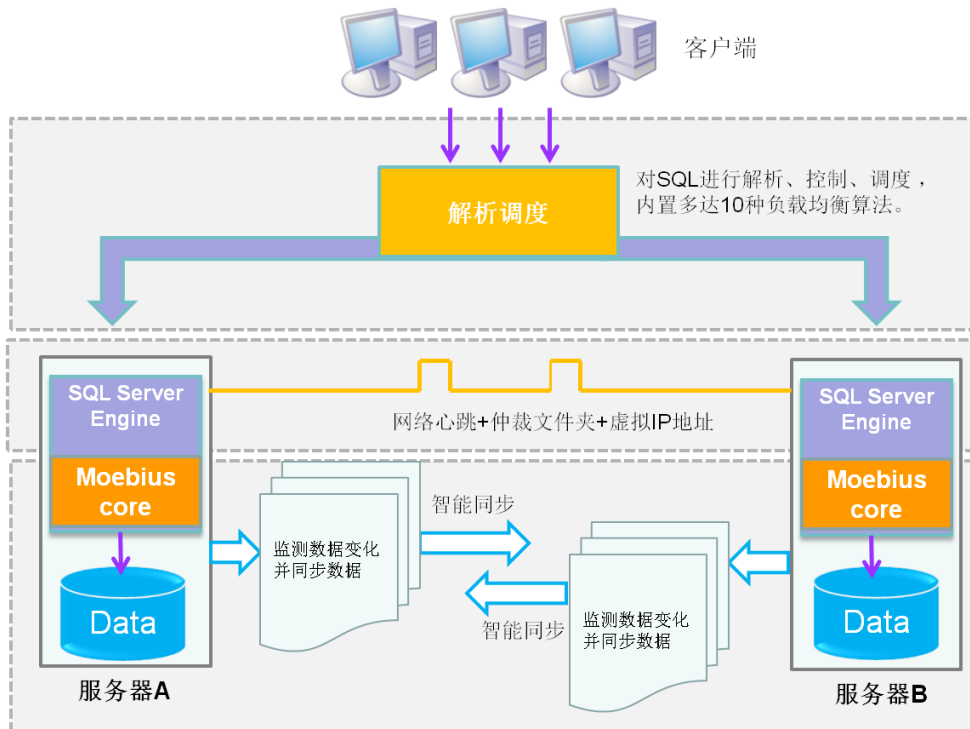 客户端
对SQL进行解析、控制、调度，
内置多达10种负载均衡算法。
解析调度
SQL Server
Engine
Moebius
core
Data
服务器A
网络心跳+仲裁文件夹+虚拟IP地址
智能同步
监测数据变化
并同步数据
智能同步
监测数据变化
并同步数据
SQL Server
Engine
Moebius
core
Data
服务器B